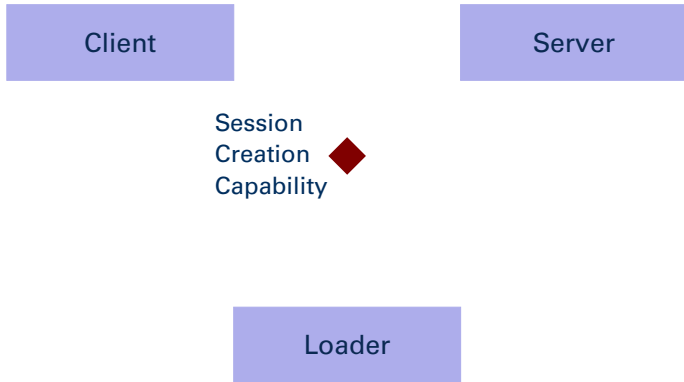 Client
Server
Session
Creation
Capability
Loader